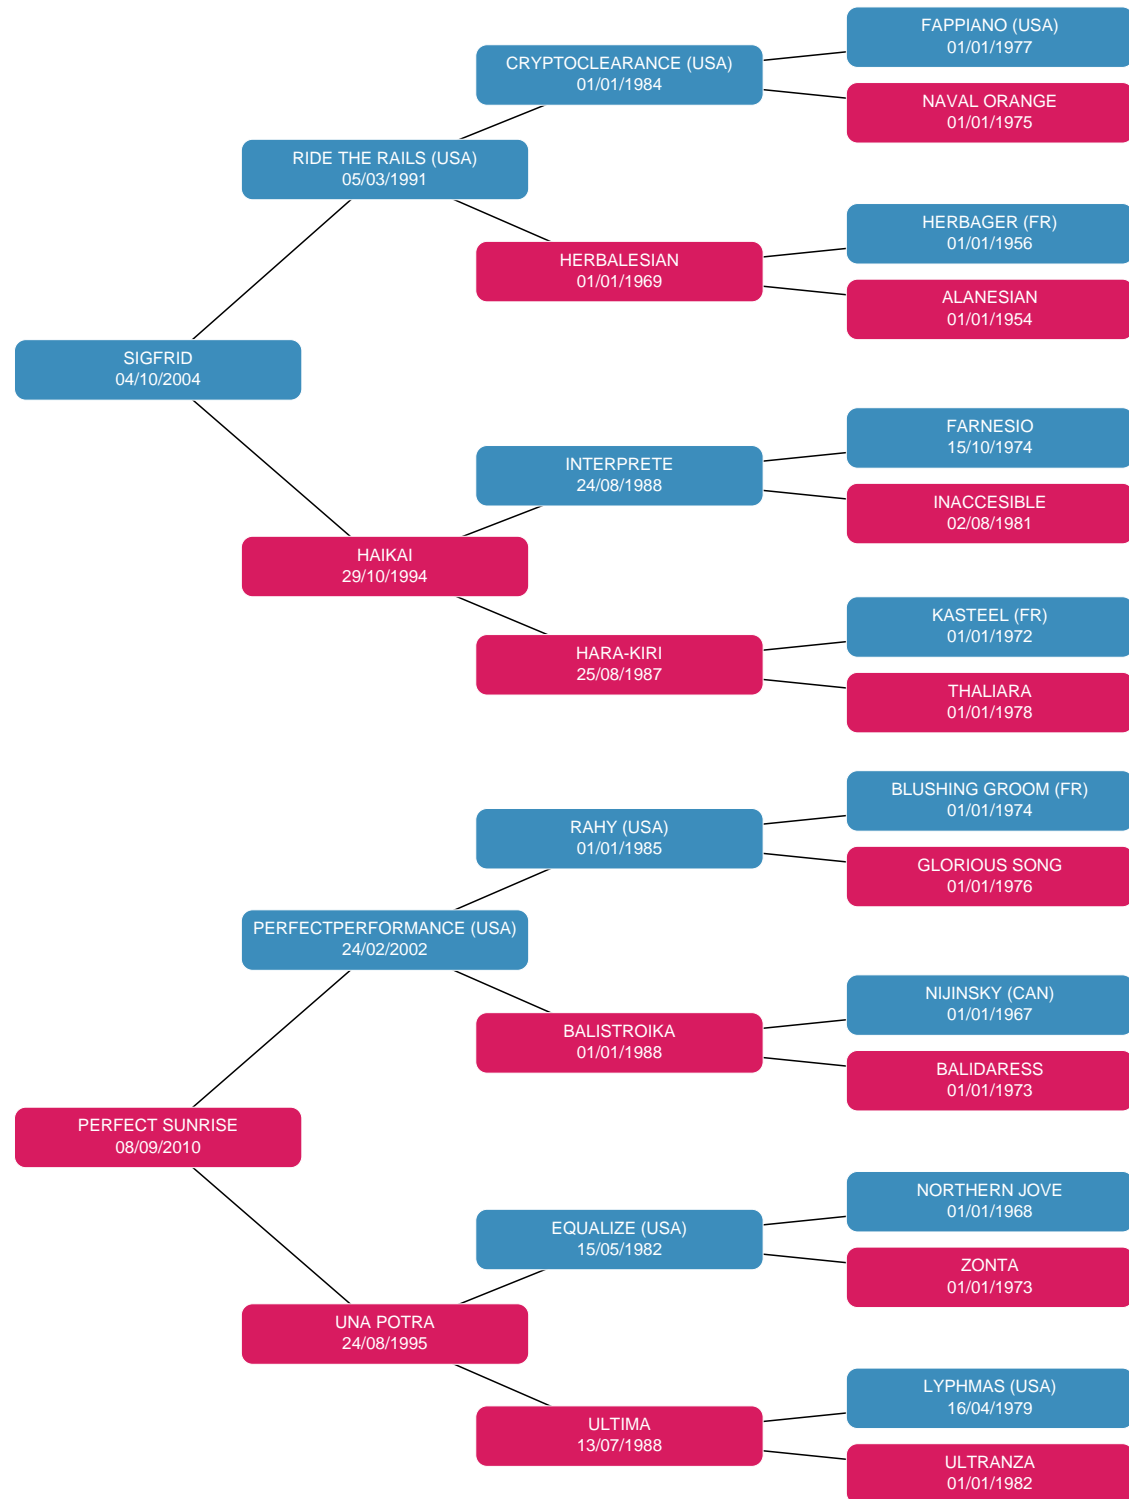 FAPPIANO (USA)
01/01/1977
CRYPTOCLEARANCE (USA)
01/01/1984
NAVAL ORANGE
01/01/1975
RIDE THE RAILS (USA)
05/03/1991
HERBAGER (FR)
01/01/1956
HERBALESIAN
01/01/1969
ALANESIAN
01/01/1954
SIGFRID
04/10/2004
FARNESIO
15/10/1974
INTERPRETE
24/08/1988
INACCESIBLE
02/08/1981
HAIKAI
29/10/1994
KASTEEL (FR)
01/01/1972
HARA-KIRI
25/08/1987
THALIARA
01/01/1978
BLUSHING GROOM (FR)
01/01/1974
RAHY (USA)
01/01/1985
GLORIOUS SONG
01/01/1976
PERFECTPERFORMANCE (USA)
24/02/2002
NIJINSKY (CAN)
01/01/1967
BALISTROIKA
01/01/1988
BALIDARESS
01/01/1973
PERFECT SUNRISE
08/09/2010
NORTHERN JOVE
01/01/1968
EQUALIZE (USA)
15/05/1982
ZONTA
01/01/1973
UNA POTRA
24/08/1995
LYPHMAS (USA)
16/04/1979
ULTIMA
13/07/1988
ULTRANZA
01/01/1982